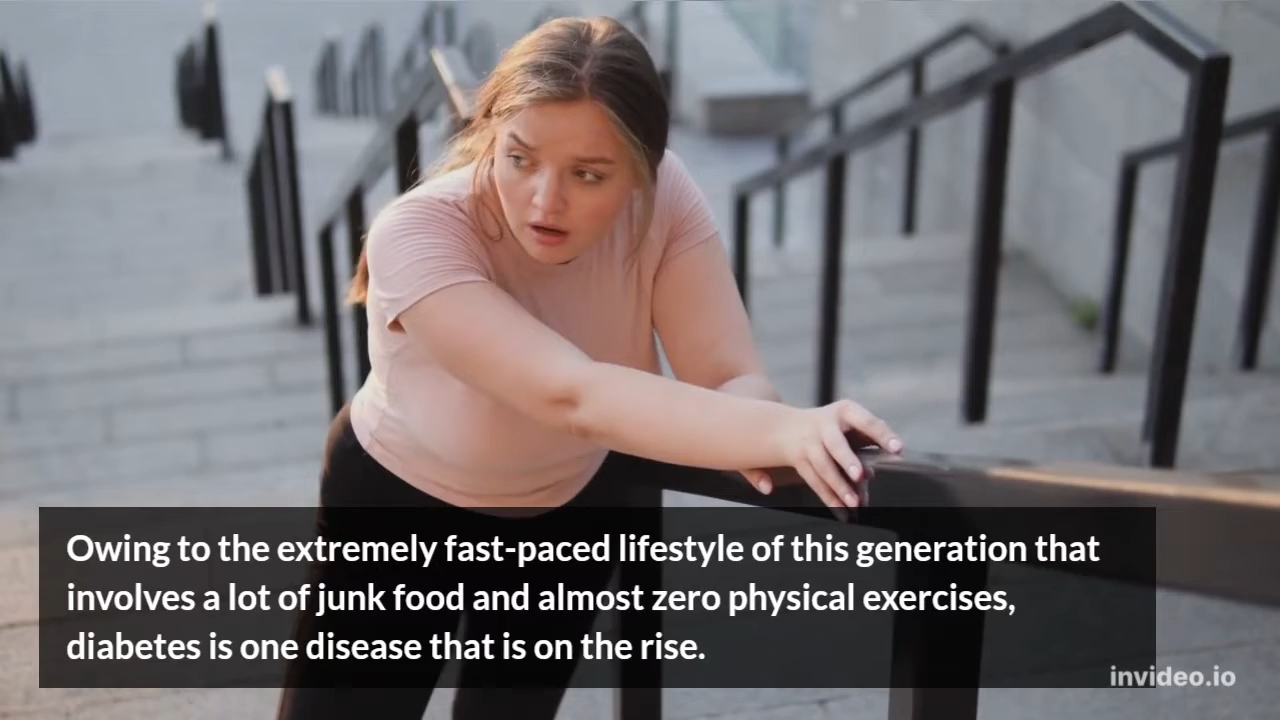 Owing to the extremely fast-paced lifestyle of this generation that
involves a lot of junk food and almost zero physical exercises,
diabetes is one disease that is on the rise.
invideo.io